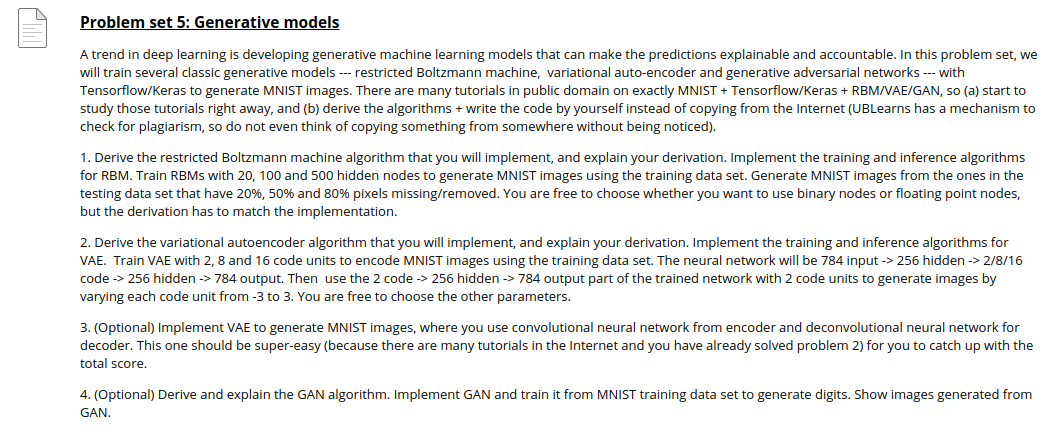 Problem set 5: Generative models
A trend in deep learning is developing generative machine learning models that can make the predictions explainable and accountable. In this problem set, we
will train several classic generative models --- restricted Boltzmann machine,  variational auto-encoder and generative adversarial networks --- with
Tensorflow/Keras to generate MNIST images. There are many tutorials in public domain on exactly MNIST + Tensorflow/Keras + RBM/VAE/GAN, so (a) start to
study those tutorials right away, and (b) derive the algorithms + write the code by yourself instead of copying from the Internet (UBLearns has a mechanism to
check for plagiarism, so do not even think of copying something from somewhere without being noticed).
1. Derive the restricted Boltzmann machine algorithm that you will implement, and explain your derivation. Implement the training and inference algorithms
for RBM. Train RBMs with 20, 100 and 500 hidden nodes to generate MNIST images using the training data set. Generate MNIST images from the ones in the
testing data set that have 20%, 50% and 80% pixels missing/removed. You are free to choose whether you want to use binary nodes or floating point nodes,
but the derivation has to match the implementation.
2. Derive the variational autoencoder algorithm that you will implement, and explain your derivation. Implement the training and inference algorithms for
VAE.  Train VAE with 2, 8 and 16 code units to encode MNIST images using the training data set. The neural network will be 784 input -> 256 hidden -> 2/8/16
code -> 256 hidden -> 784 output. Then  use the 2 code -> 256 hidden -> 784 output part of the trained network with 2 code units to generate images by
varying each code unit from -3 to 3. You are free to choose the other parameters.
3. (Optional) Implement VAE to generate MNIST images, where you use convolutional neural network from encoder and deconvolutional neural network for
decoder. This one should be super-easy (because there are many tutorials in the Internet and you have already solved problem 2) for you to catch up with the
total score.
4. (Optional) Derive and explain the GAN algorithm. Implement GAN and train it from MNIST training data set to generate digits. Show images generated from
GAN.